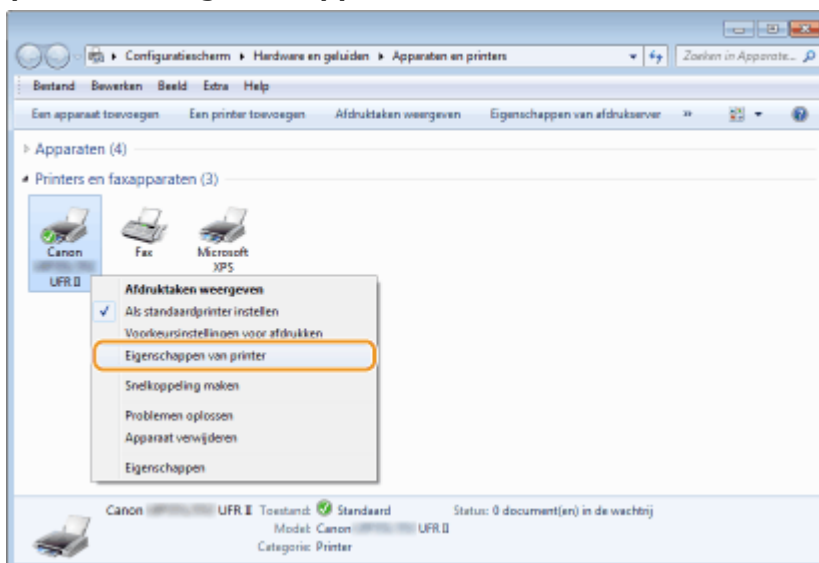 Configuratiescherm ▸ Hardware en geluiden ▸ Apparaten en printers
Zoeken in Apparate...
Bestand Bewerken Beeld Extra Help
Een apparaat toevoegen Een printer toevoegen Afdruktaken weergeven Eigenschappen van afdrukserver »
Apparaten (4)
Printers en faxapparaten (3)
Canon
UFR II
Fax
Microsoft
XPS
Afdruktaken weergeven
Als standaardprinter instellen
Voorkeursinstellingen voor afdrukken
Eigenschappen van printer
Snelkoppeling maken
Problemen oplossen
Apparaat verwijderen
Eigenschappen
Canon UFR II Toestand: Standaard Status: 0 document(en) in de wachtrij
Model: Canon UFR II
Categorie: Printer